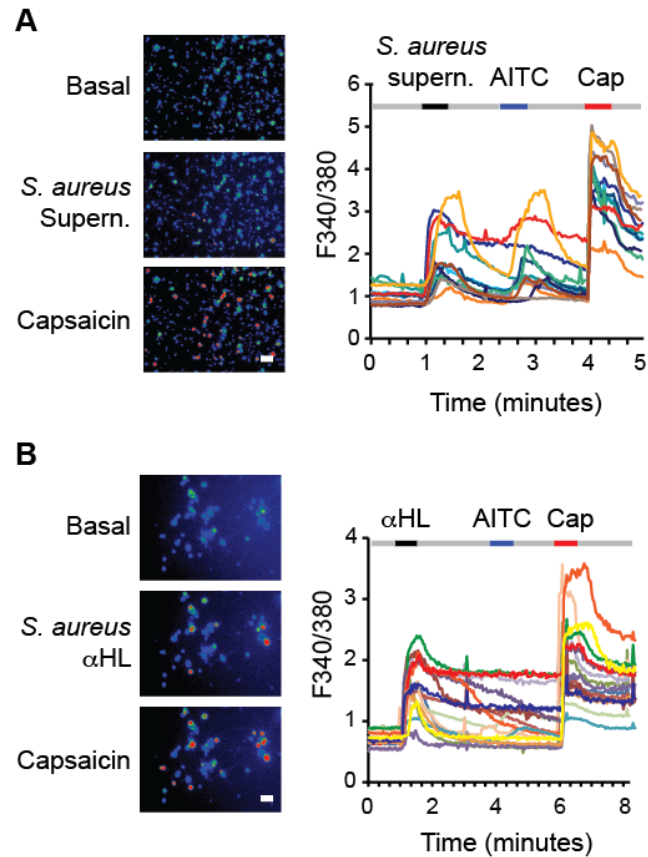 A
Basal
S. aureus
Supern.
Capsaicin
S. aureus
supern. AITC Cap
6
5
4
3
2
1
0
F340/380
0 1 2 3 4 5
Time (minutes)
B
Basal
S. aureus
αHL
Capsaicin
αHL AITC Cap
4
3
2
1
0
F340/380
0 2 4 6 8
Time (minutes)